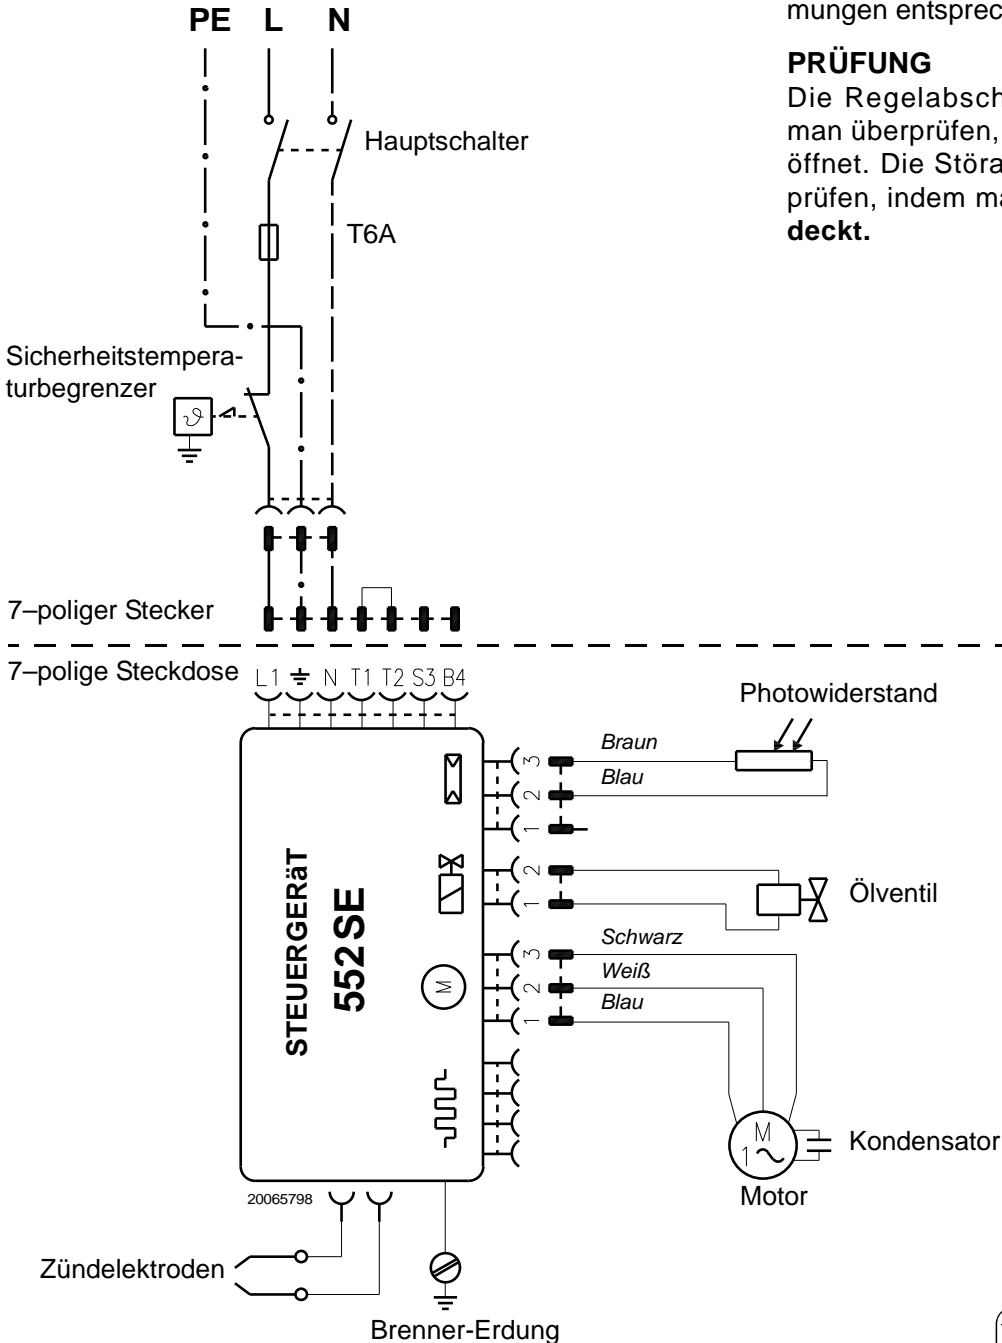 PE L N
mungen entsprec
PRÜFUNG
Die Regelabsch
man überprüfen,
öffnet. Die Störa
prüfen, indem ma
deckt.
Hauptschalter
T6A
Sicherheitstempera-
turbegrenzer
ϑ
7–poliger Stecker
7–polige Steckdose
L1 N T1 T2 S3 B4
Photowiderstand
STEUERGERäT
552SE
3 Braun
2 Blau
1
2
1
Ölventil
M
3 Schwarz
2 Weiß
1 Blau
M
1
Kondensator
Motor
20065798
Zündelektroden
Brenner-Erdung